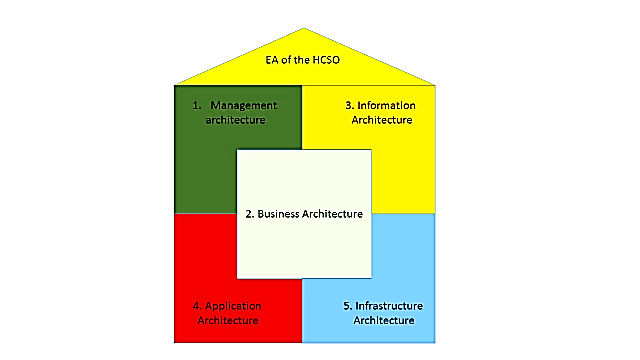 EA of the HCSO
1. Management
architecture
3. Information
Architecture
2. Business Architecture
4. Application
Architecture
5. Infrastructure
Architecture